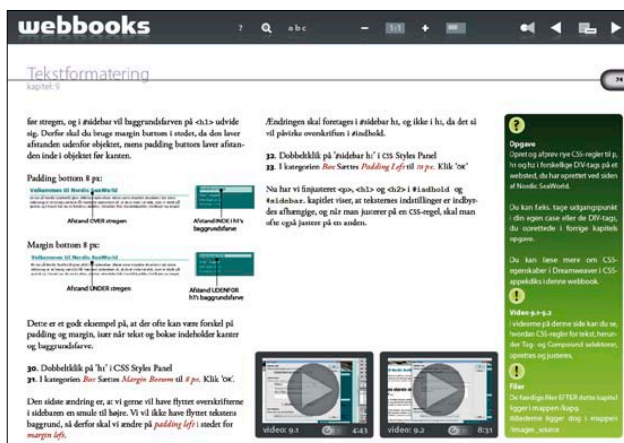 webbooks
? abc - 1:1 +
Tekstformatering
kapitel: 9
74
før stregen, og i #sidebar vil baggrundsfarven på <h1> udvide
sig. Derfor skal du bruge margin buttom i stedet, da den laver
afstanden udenfor objektet, mens padding buttom laver afstan-
den inde i objektet før kanten.
Padding bottom 8 px:
Velkommen til Nordic SeaWorld
Afstand OVER stregen
Afstand INDE I h1's
baggrundsfarve
Margin bottom 8 px:
Velkommen til Nordic SeaWorld
Afstand UNDER stregen
Afstand UDENFOR
h1's baggrundsfarve
Dette er et godt eksempel på, at der ofte kan være forskel på
padding og margin, især når tekst og bokse indeholder kanter
og baggrundsfarve.
30. Dobbeltklik på "h1" i CSS Styles Panel
31. I kategorien Box Sættes Margin Bottom til 8 px. Klik 'OK'.
Den sidste ændring er, at vi gerne vil have flyttet overskriften
i sidebaren en smule til højre. Vi vil ikke have flyttet tekstens
baggrund, så derfor skal vi ændre på padding left i stedet for
margin left.
Ændringen skal foretages i #sidebar h1, og ikke i h1, da det så
vil påvirke overskriften i #indhold.
32. Dobbeltklik på "#sidebar h1" i CSS Styles Panel
33. I kategorien Box Sættes Padding Left til 10 px. Klik 'OK'
Nu har vi finjusteret <p>, <h1> og <h2> i #indhold og
#sidebar. kapitlet viser, at teksternes indstillinger er indbyr-
des afhængige, og når man justerer på en CSS-regel, skal man
ofte også justere på en anden.
video: 9.1 4:43
video: 9.2 8:31
?
Opgave
Opret og afprøv nye CSS-regler til p,
h1 og h2 i forskellige DIV-tags på et
websted, du har oprettet ved siden
af Nordic SeaWorld.
Du kan f.eks. tage udgangspunkt
i din egen case eller de DIV-tags,
du oprettede i forrige kapitels
opgave.
Du kan læse mere om CSS-
egenskaber i Dreamweaver i CSS-
appendiks i denne webbook.
!
Video 9.1-9.2
I videoerne på denne side kan du se,
hvordan CSS-regler for tekst, herun-
der Tag- og Compound selektorer,
oprettes og justeres.
!
Filer
De færdige filer EFTER dette kapitel
ligger i mappen /kap9.
Billederne ligger dog i mappen
/images_source